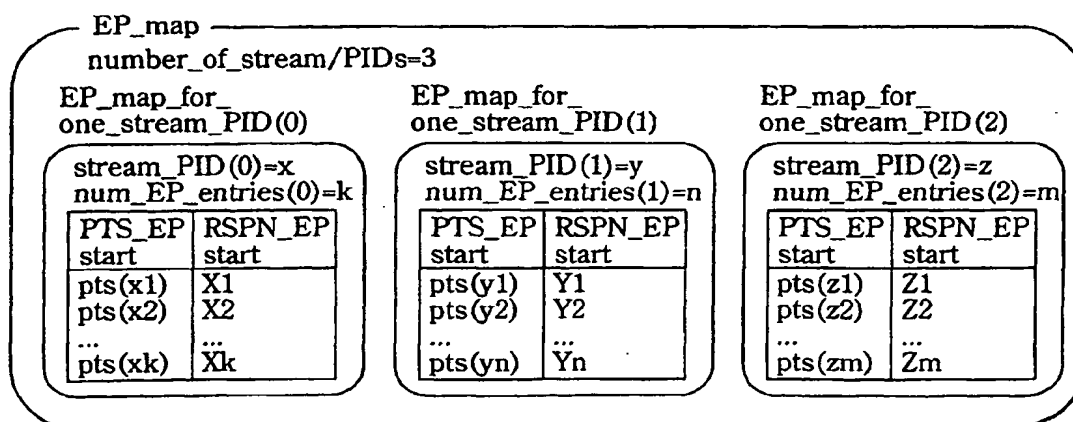 EP_map
number_of_stream/PIDs=3
EP_map_for_
one_stream_PID(0)
stream_PID(0)=x
num_EP_entries(0)=k
PTS_EP RSPN_EP
start start
pts(x1) X1
pts(x2) X2
... ...
pts(xk) Xk
EP_map_for_
one_stream_PID(1)
stream_PID(1)=y
num_EP_entries(1)=n
PTS_EP RSPN_EP
start start
pts(y1) Y1
pts(y2) Y2
... ...
pts(yn) Yn
EP_map_for_
one_stream_PID(2)
stream_PID(2)=z
num_EP_entries(2)=m
PTS_EP RSPN_EP
start start
pts(z1) Z1
pts(z2) Z2
... ...
pts(zm) Zm